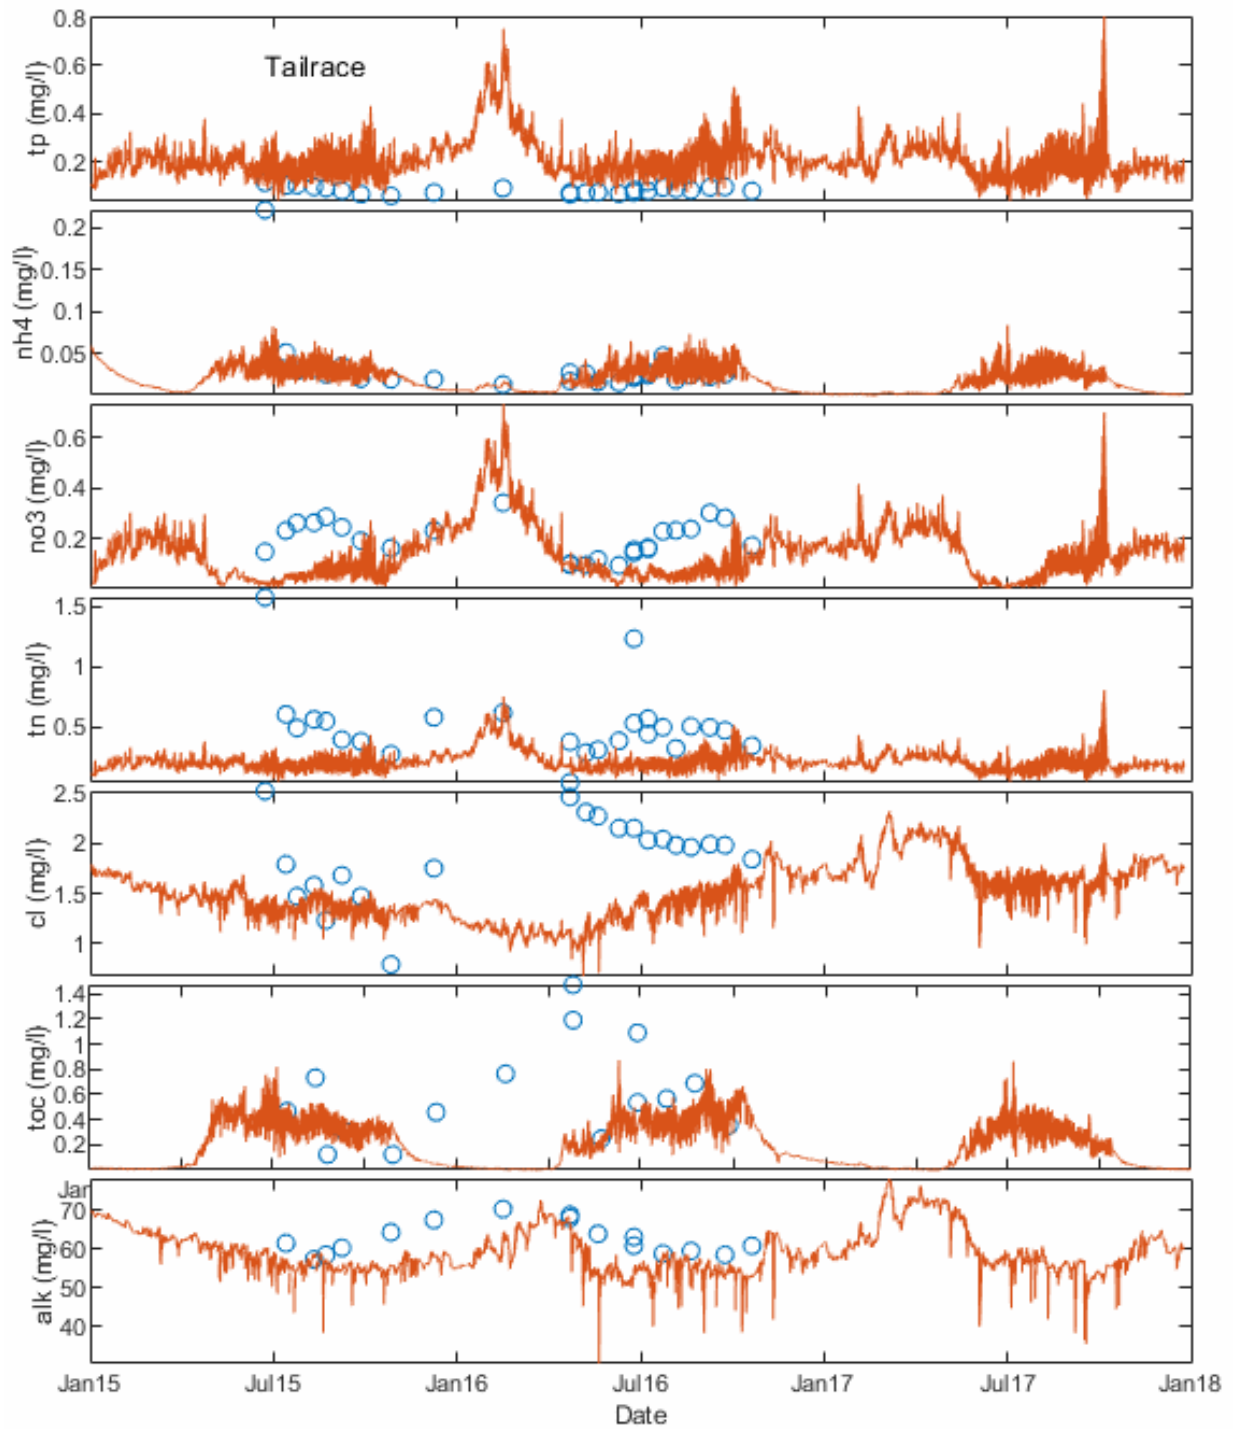 Tailrace
tp (mg/l)
0.8
0.6
0.4
0.2
nh4 (mg/l)
0.2
0.15
0.1
0.05
no3 (mg/l)
0.6
0.4
0.2
tn (mg/l)
1.5
1
0.5
cl (mg/l)
2.5
2
1.5
1
toc (mg/l)
1.4
1.2
1
0.8
0.6
0.4
0.2
Jan
alk (mg/l)
70
60
50
40
Jan15 Jul15 Jan16 Jul16 Jan17 Jul17 Jan18
Date